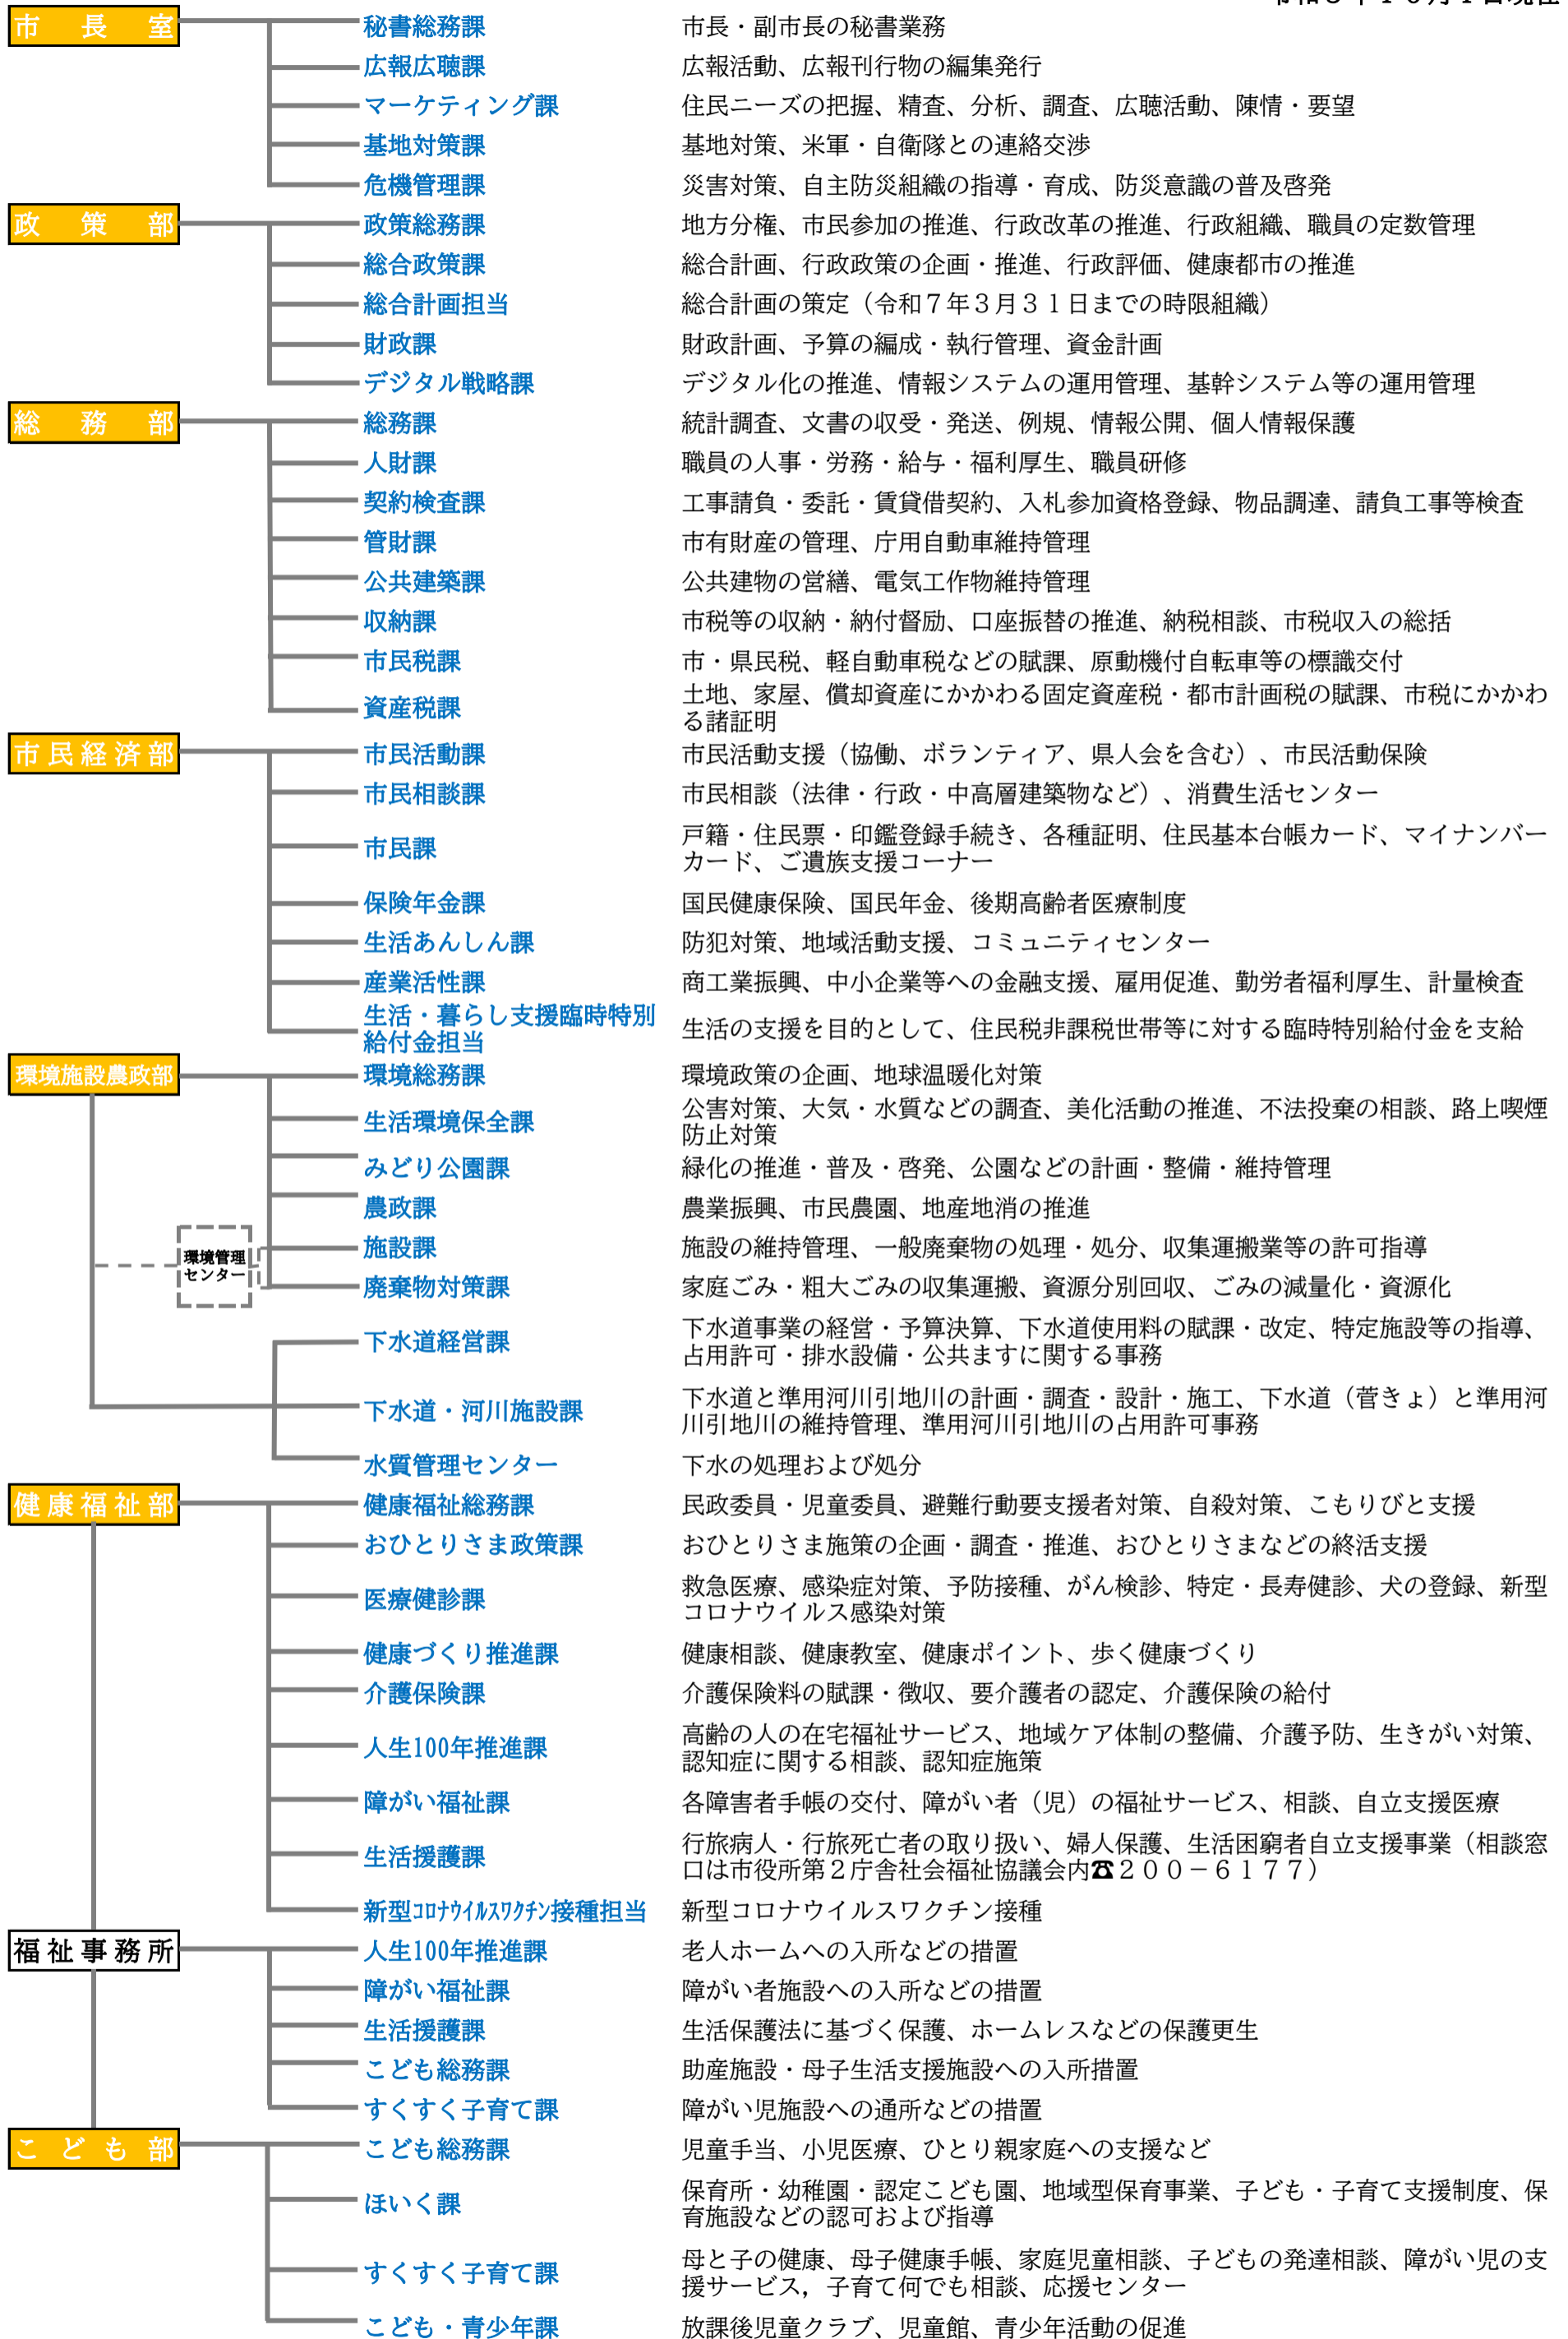 市長室 秘書総務課 市長・副市長の秘書業務
広報広聴課 広報活動、広報刊行物の編集発行
マーケティング課 住民ニーズの把握、精査、分析、調査、広聴活動、陳情・要望
基地対策課 基地対策、米軍・自衛隊との連絡交渉
危機管理課 災害対策、自主防災組織の指導・育成、防災意識の普及啓発
政策部 政策総務課 地方分権、市民参加の推進、行政改革の推進、行政組織、職員の定数管理
総合政策課 総合計画、行政政策の企画・推進、行政評価、健康都市の推進
総合計画担当 総合計画の策定（令和７年３月３１日までの時限組織）
財政課 財政計画、予算の編成・執行管理、資金計画
デジタル戦略課 デジタル化の推進、情報システムの運用管理、基幹システム等の運用管理
総務部 総務課 統計調査、文書の収受・発送、例規、情報公開、個人情報保護
人財課 職員の人事・労務・給与・福利厚生、職員研修
契約検査課 工事請負・委託・賃貸借契約、入札参加資格登録、物品調達、請負工事等検査
管財課 市有財産の管理、庁用自動車維持管理
公共建築課 公共建物の営繕、電気工作物維持管理
収納課 市税等の収納・納付督励、口座振替の推進、納税相談、市税収入の総括
市民税課 市・県民税、軽自動車税などの賦課、原動機付自転車等の標識交付
資産税課 土地、家屋、償却資産にかかわる固定資産税・都市計画税の賦課、市税にかかわ
る諸証明
市民経済部 市民活動課 市民活動支援（協働、ボランティア、県人会を含む）、市民活動保険
市民相談課 市民相談（法律・行政・中高層建築物など）、消費生活センター
市民課 戸籍・住民票・印鑑登録手続き、各種証明、住民基本台帳カード、マイナンバー
カード、ご遺族支援コーナー
保険年金課 国民健康保険、国民年金、後期高齢者医療制度
生活あんしん課 防犯対策、地域活動支援、コミュニティセンター
産業活性課 商工業振興、中小企業等への金融支援、雇用促進、勤労者福利厚生、計量検査
生活・暮らし支援臨時特別
給付金担当 生活の支援を目的として、住民税非課税世帯等に対する臨時特別給付金を支給
環境施設農政部 環境総務課 環境政策の企画、地球温暖化対策
生活環境保全課 公害対策、大気・水質などの調査、美化活動の推進、不法投棄の相談、路上喫煙
防止対策
みどり公園課 緑化の推進・普及・啓発、公園などの計画・整備・維持管理
農政課 農業振興、市民農園、地産地消の推進
環境管理
センター
施設課 施設の維持管理、一般廃棄物の処理・処分、収集運搬業等の許可指導
廃棄物対策課 家庭ごみ・粗大ごみの収集運搬、資源分別回収、ごみの減量化・資源化
下水道経営課 下水道事業の経営・予算決算、下水道使用料の賦課・改定、特定施設等の指導、
占用許可・排水設備・公共ますに関する事務
下水道・河川施設課 下水道と準用河川引地川の計画・調査・設計・施工、下水道（菅きょ）と準用河
川引地川の維持管理、準用河川引地川の占用許可事務
水質管理センター 下水の処理および処分
健康福祉部 健康福祉総務課 民政委員・児童委員、避難行動要支援者対策、自殺対策、こもりびと支援
おひとりさま政策課 おひとりさま施策の企画・調査・推進、おひとりさまなどの終活支援
医療健診課 救急医療、感染症対策、予防接種、がん検診、特定・長寿健診、犬の登録、新型
コロナウイルス感染対策
健康づくり推進課 健康相談、健康教室、健康ポイント、歩く健康づくり
介護保険課 介護保険料の賦課・徴収、要介護者の認定、介護保険の給付
人生100年推進課 高齢の人の在宅福祉サービス、地域ケア体制の整備、介護予防、生きがい対策、
認知症に関する相談、認知症施策
障がい福祉課 各障害者手帳の交付、障がい者（児）の福祉サービス、相談、自立支援医療
生活援護課 行旅病人・行旅死亡者の取り扱い、婦人保護、生活困窮者自立支援事業（相談窓
口は市役所第２庁舎社会福祉協議会内☎２００－６１７７）
新型ｺﾛﾅｳｲﾙｽﾜｸﾁﾝ接種担当 新型コロナウイルスワクチン接種
福祉事務所 人生100年推進課 老人ホームへの入所などの措置
障がい福祉課 障がい者施設への入所などの措置
生活援護課 生活保護法に基づく保護、ホームレスなどの保護更生
こども総務課 助産施設・母子生活支援施設への入所措置
すくすく子育て課 障がい児施設への通所などの措置
こども部 こども総務課 児童手当、小児医療、ひとり親家庭への支援など
ほいく課 保育所・幼稚園・認定こども園、地域型保育事業、子ども・子育て支援制度、保
育施設などの認可および指導
すくすく子育て課 母と子の健康、母子健康手帳、家庭児童相談、子どもの発達相談、障がい児の支
援サービス，子育て何でも相談、応援センター
こども・青少年課 放課後児童クラブ、児童館、青少年活動の促進